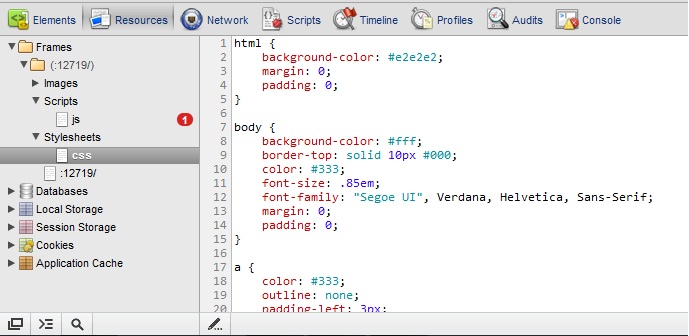 Elements Resources Network Scripts Timeline Profiles Audits Console
Frames
(:12719/)
Images
Scripts
js 1
Stylesheets
css
:12719/
Databases
Local Storage
Session Storage
Cookies
Application Cache
1 html {
2     background-color: #e2e2e2;
3     margin: 0;
4     padding: 0;
5 }
6
7 body {
8     background-color: #fff;
9     border-top: solid 10px #000;
10     color: #333;
11     font-size: .85em;
12     font-family: "Segoe UI", Verdana, Helvetica, Sans-Serif;
13     margin: 0;
14     padding: 0;
15 }
16
17 a {
18     color: #333;
19     outline: none;
20     padding-left: 3px;